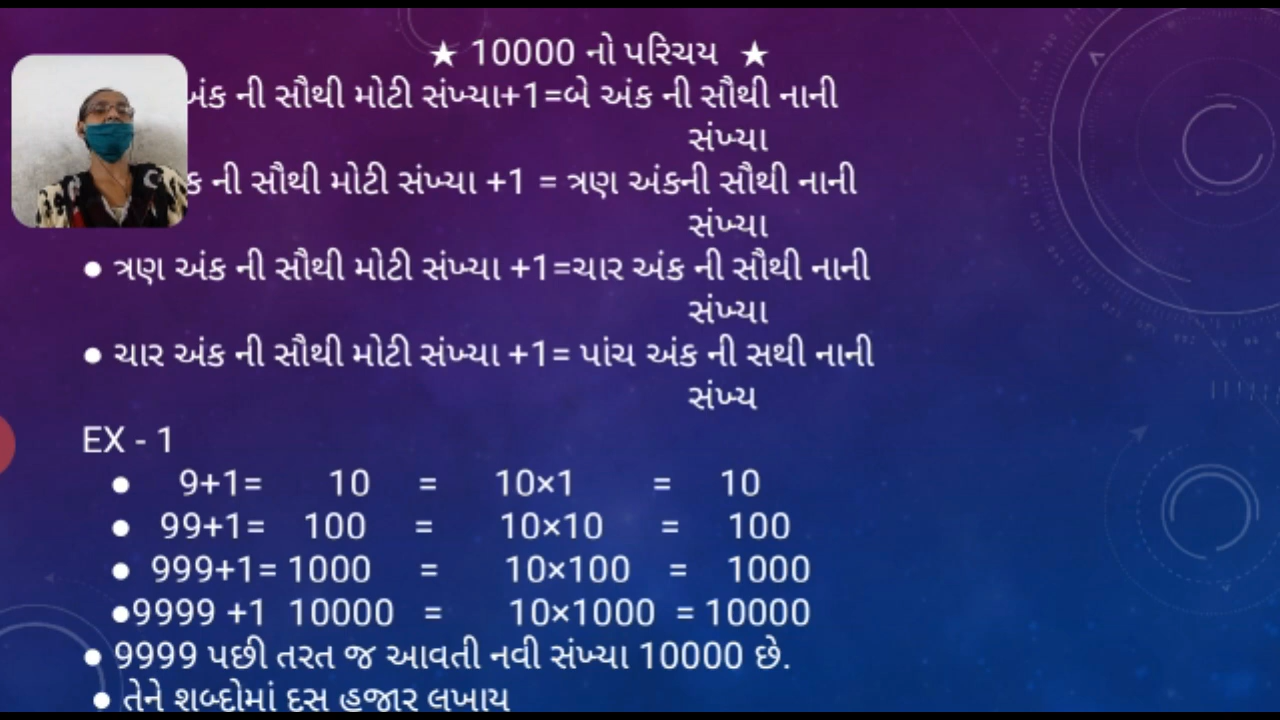 ★ 10000 નો પરિચય ★
અંક ની સૌથી મોટી સંખ્યા+1=બે અંક ની સૌથી નાની
સંખ્યા
ની સૌથી મોટી સંખ્યા +1 = ત્રણ અંકની સૌથી નાની
સંખ્યા
● ત્રણ અંક ની સૌથી મોટી સંખ્યા +1=ચાર અંક ની સૌથી નાની
સંખ્યા
● ચાર અંક ની સૌથી મોટી સંખ્યા +1= પાંચ અંક ની સથી નાની
સંખ્ય
EX - 1
● 9+1= 10 = 10×1 = 10
● 99+1= 100 = 10×10 = 100
● 999+1= 1000 = 10×100 = 1000
●9999 +1 10000 = 10×1000 = 10000
● 9999 પછી તરત જ આવતી નવી સંખ્યા 10000 છે.
● તેને શબ્દોમાં દસ હજાર લખાય